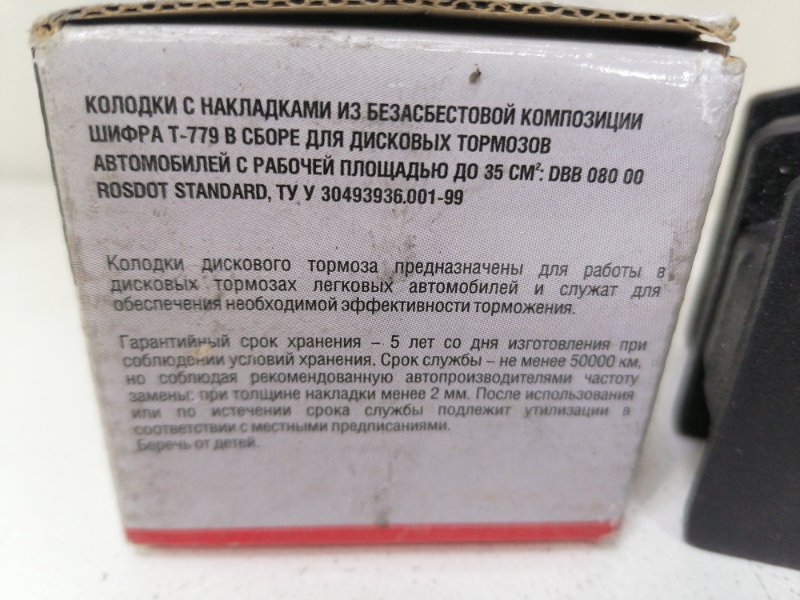 КОЛОДКИ С НАКЛАДКАМИ ИЗ БЕЗАСБЕСТОВОЙ КОМПОЗИЦИИ
ШИФРА Т-779 В СБОРЕ ДЛЯ ДИСКОВЫХ ТОРМОЗОВ
АВТОМОБИЛЕЙ С РАБОЧЕЙ ПЛОЩАДЬЮ ДО 35 СМ²: DBB 080 00
ROSDOT STANDARD, ТУ У 30493936.001-99
Колодки дискового тормоза предназначены для работы в
дисковых тормозах легковых автомобилей и служат для
обеспечения необходимой эффективности торможения.
Гарантийный срок хранения – 5 лет со дня изготовления при
соблюдении условий хранения. Срок службы – не менее 50000 км,
но соблюдая рекомендованную автопроизводителями частоту
замены: при толщине накладки менее 2 мм. После использования
или по истечении срока службы подлежит утилизации в
соответствии с местными предписаниями.
Беречь от детей.